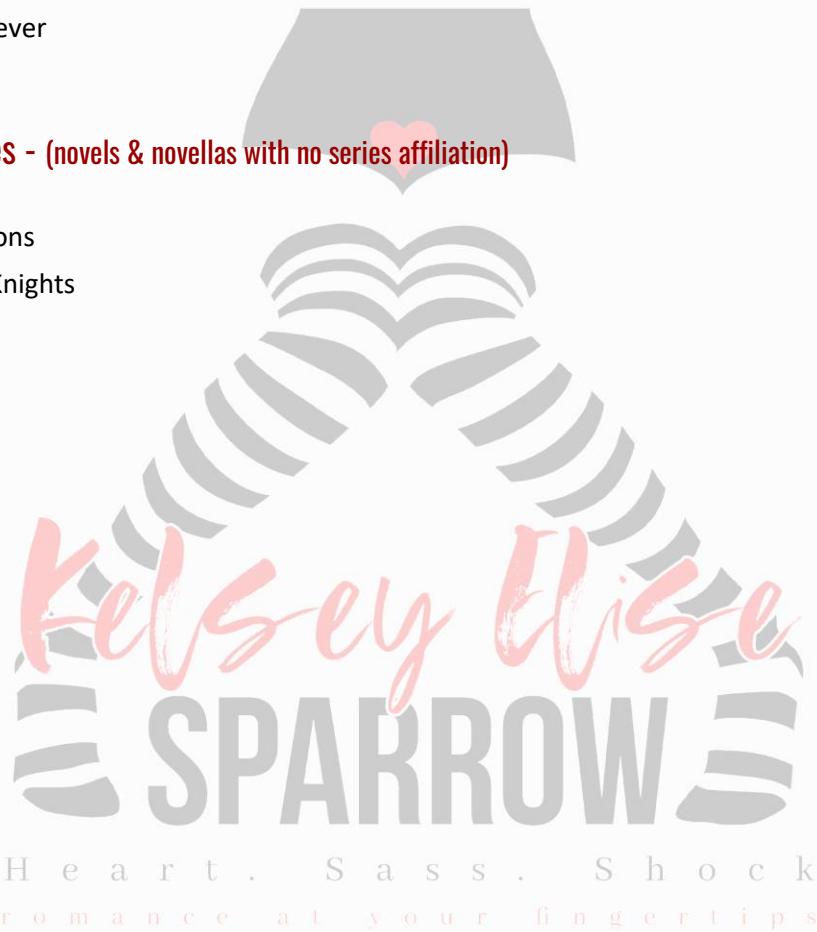 ever
es - (novels & novellas with no series affiliation)
ons
Knights
Kelsey Elise
SPARROW
Heart. Sass. Shock
romance at your fingertips